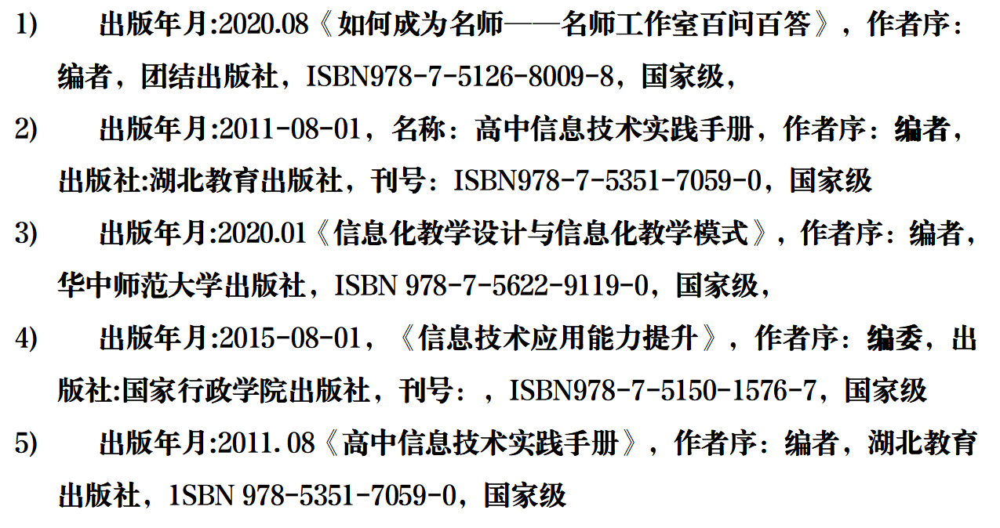 1) 出版年月:2020.08《如何成为名师——名师工作室百问百答》，作者序：
编者，团结出版社，ISBN978-7-5126-8009-8，国家级，
2) 出版年月:2011-08-01，名称：高中信息技术实践手册，作者序：编者，
出版社:湖北教育出版社，刊号：ISBN978-7-5351-7059-0，国家级
3) 出版年月:2020.01《信息化教学设计与信息化教学模式》，作者序：编者，
华中师范大学出版社，ISBN 978-7-5622-9119-0，国家级，
4) 出版年月:2015-08-01，《信息技术应用能力提升》，作者序：编委，出
版社:国家行政学院出版社，刊号：，ISBN978-7-5150-1576-7，国家级
5) 出版年月:2011. 08《高中信息技术实践手册》，作者序：编者，湖北教育
出版社，1SBN 978-5351-7059-0，国家级